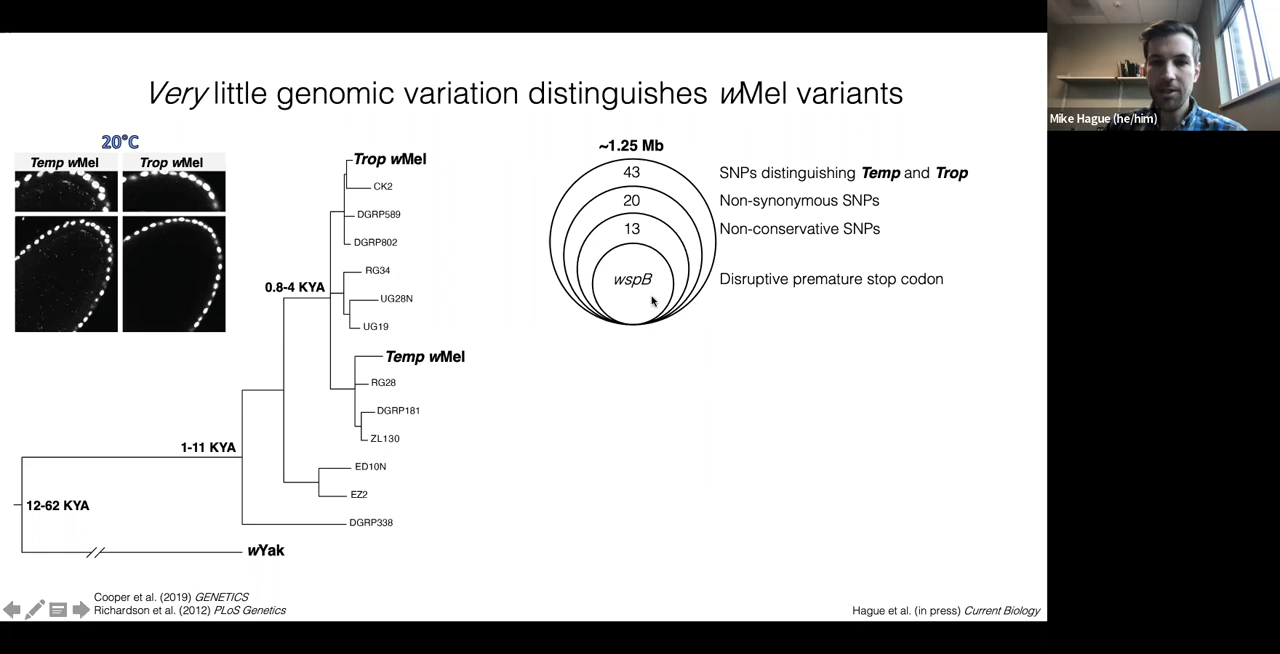 Very little genomic variation distinguishes wMel variants
20°C
Temp wMel
Trop wMel
Trop wMel
CK2
DGRP589
DGRP802
RG34
0.8-4 KYA
UG28N
UG19
Temp wMel
RG28
DGRP181
ZL130
1-11 KYA
ED10N
EZ2
12-62 KYA
DGRP338
wYak
~1.25 Mb
43 SNPs distinguishing Temp and Trop
20 Non-synonymous SNPs
13 Non-conservative SNPs
wspB Disruptive premature stop codon
Cooper et al. (2019) GENETICS
Richardson et al. (2012) PLoS Genetics
Hague et al. (in press) Current Biology
Mike Hague (he/him)